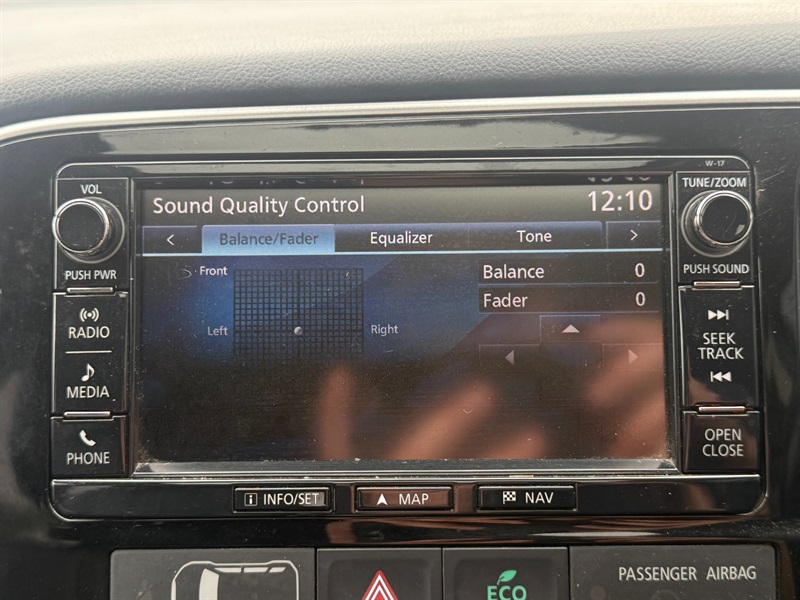 W-17
VOL
TUNE/ZOOM
Sound Quality Control
12:10
PUSH PWR
< Balance/Fader Equalizer Tone >
PUSH SOUND
Front
Balance 0
Fader 0
Left
Right
RADIO
MEDIA
PHONE
SEEK
TRACK
OPEN
CLOSE
INFO/SET
MAP
NAV
ECO
PASSENGER AIRBAG